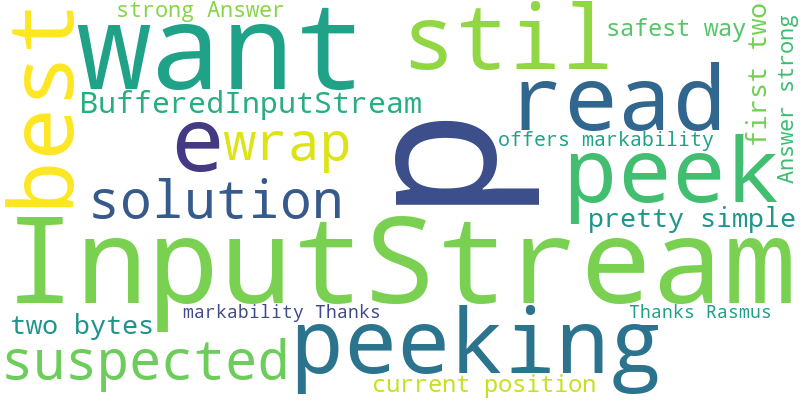 strong Answer
best
want
stil
safest way
first two
Answer strong
BufferedInputStream
read
e
wrap
p
offers markability
peek
solution
pretty simple
InputStream
two bytes
markability Thanks
peeking
Thanks Rasmus
suspected
current position